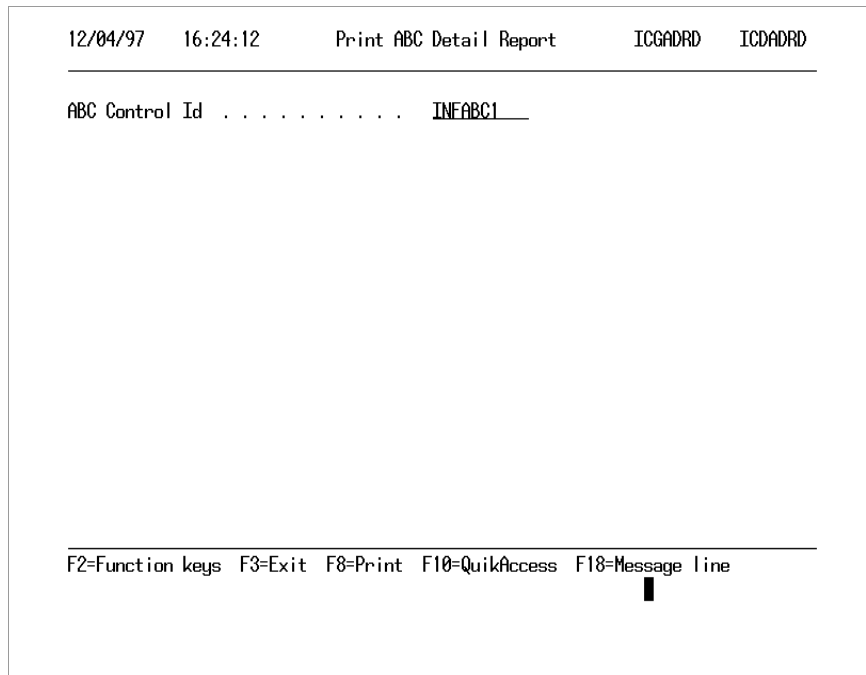 12/04/97 16:24:12 Print ABC Detail Report ICGADRD ICDADRD
ABC Control Id . . . . . . . . . . INFABC1
F2=Function keys F3=Exit F8=Print F10=QuikAccess F18=Message line